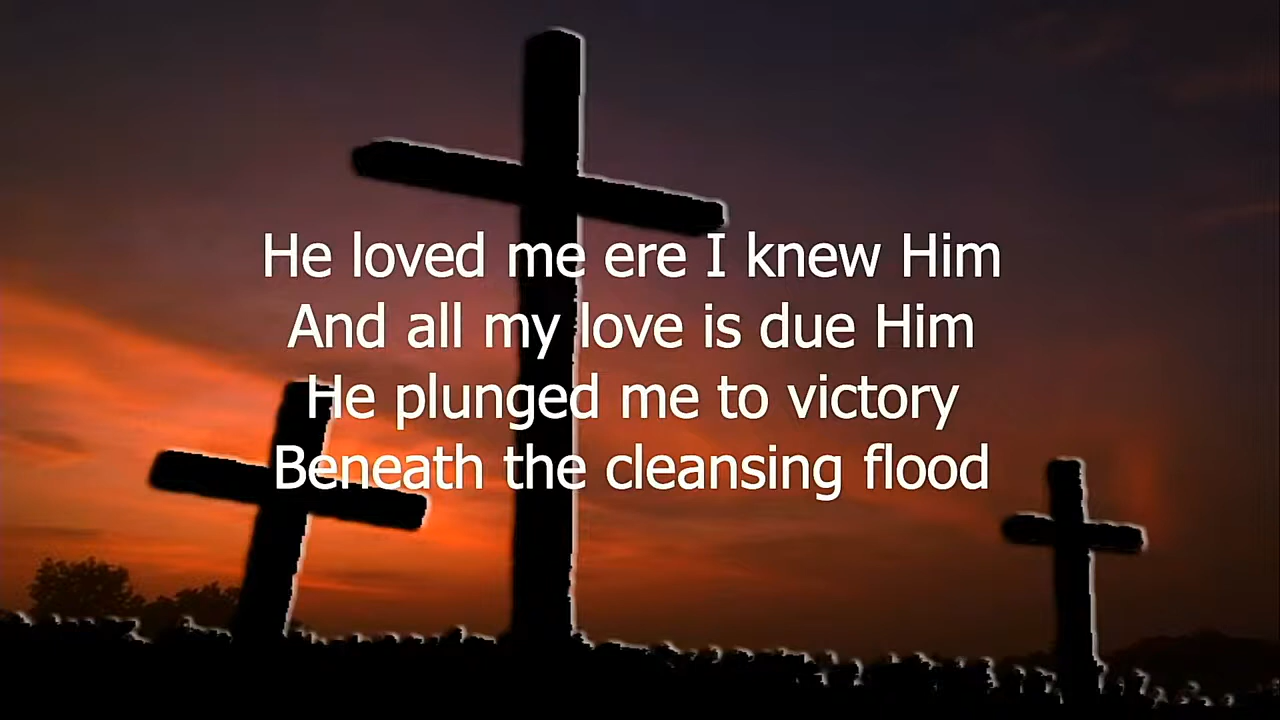 He loved me ere I knew Him
And all my love is due Him
He plunged me to victory
Beneath the cleansing flood